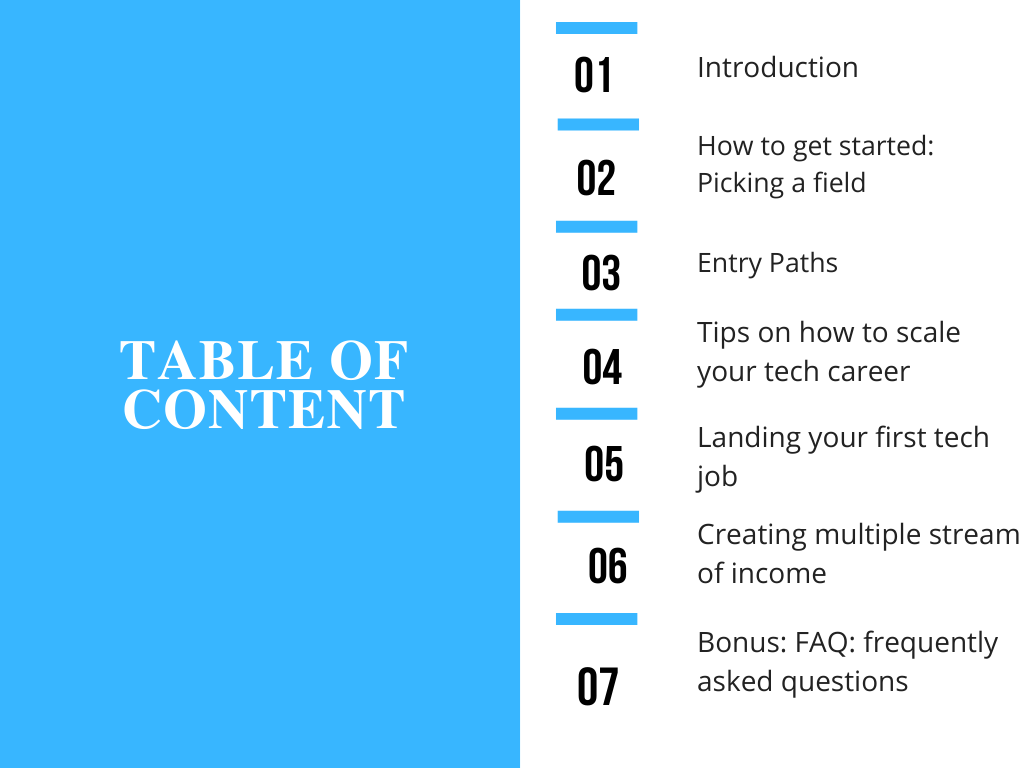 TABLE OF
CONTENT
01
Introduction
02
How to get started:
Picking a field
03
Entry Paths
04
Tips on how to scale
your tech career
05
Landing your first tech
job
06
Creating multiple stream
of income
07
Bonus: FAQ: frequently
asked questions